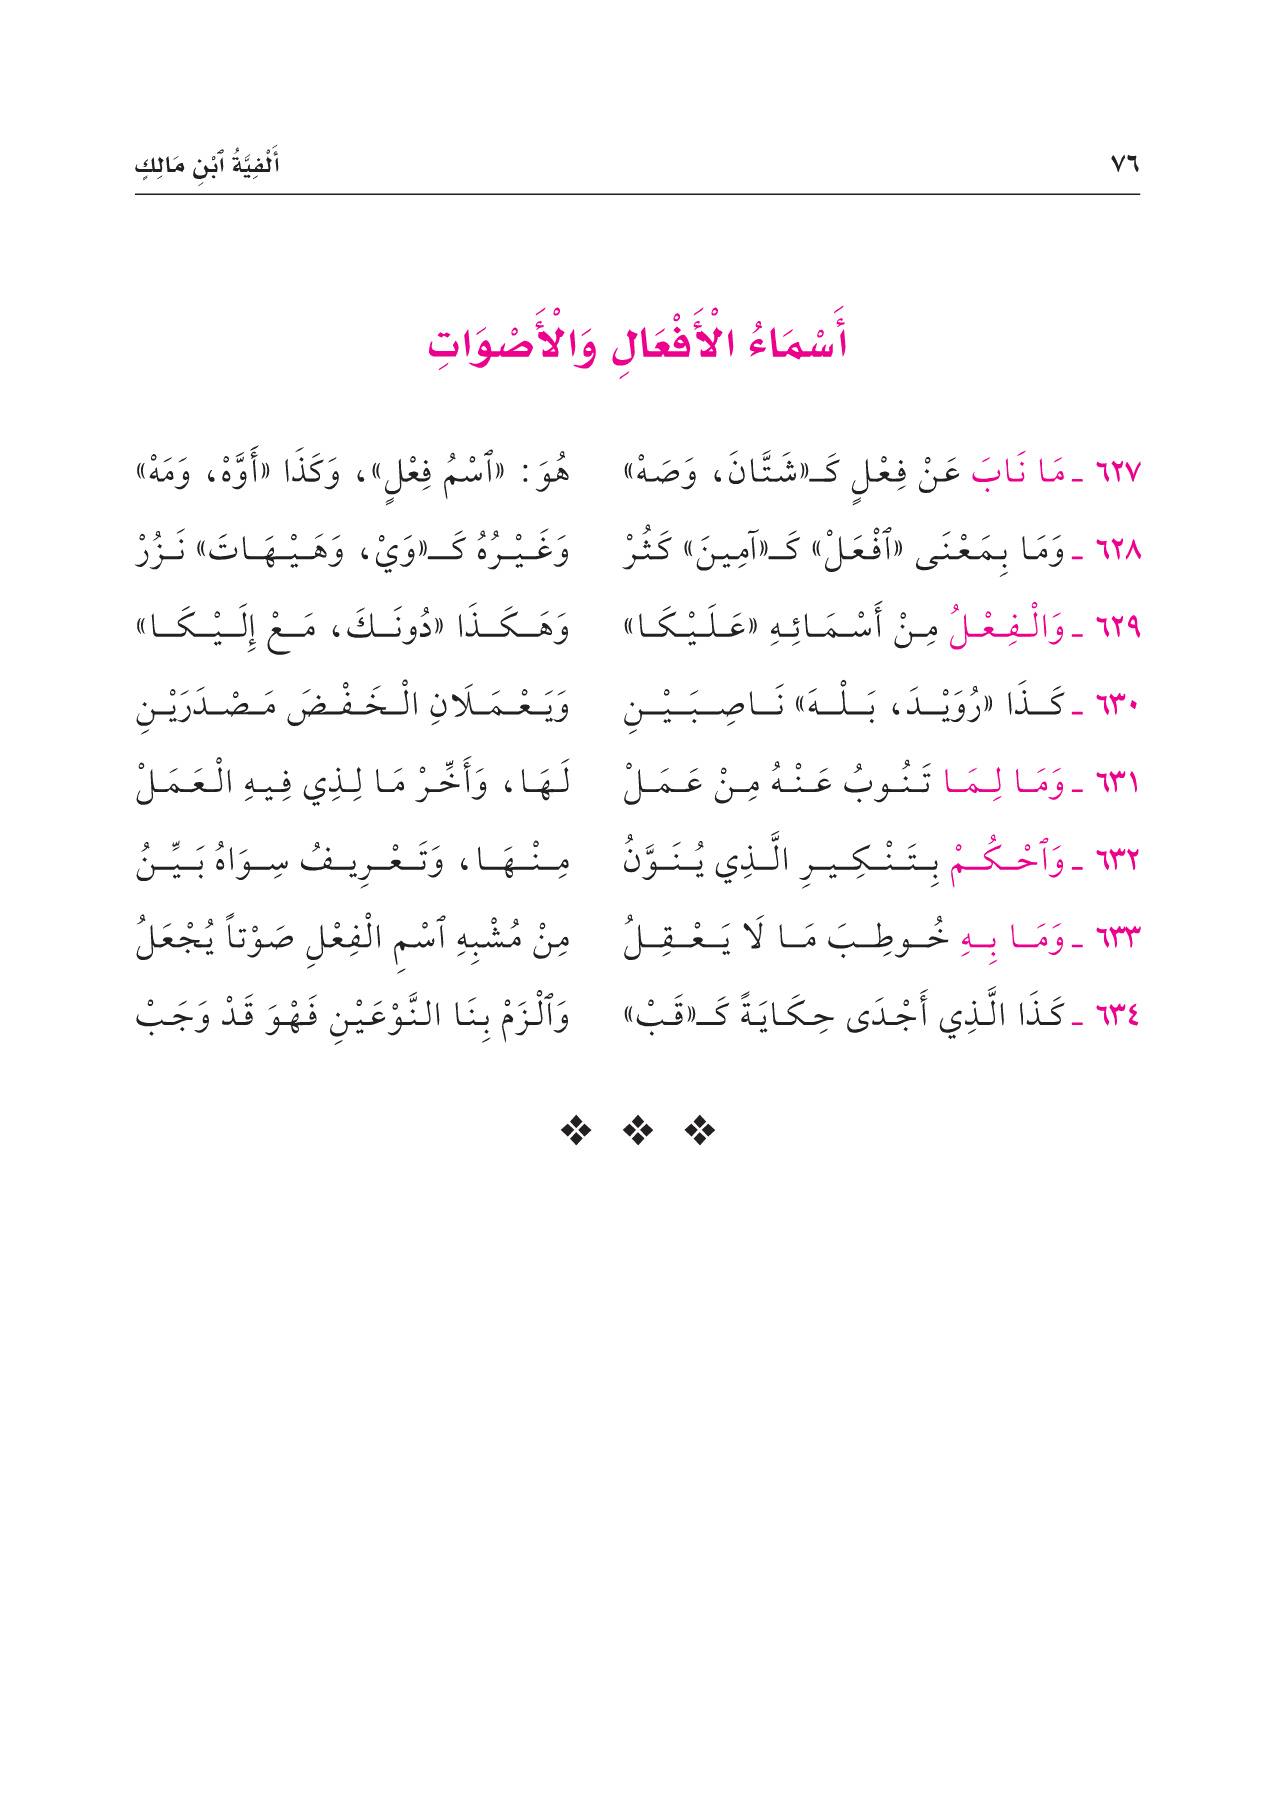 ٧٦ أَلْفِيَّةُ ٱبْنِ مَالِكٍ
أَسْمَاءُ الْأَفْعَالِ وَالْأَصْوَاتِ
٦٢٧ ـ مَا نَابَ عَنْ فِعْلٍ كَـ«شَتَّانَ، وَصَهْ» هُوَ: «ٱسْمُ فِعْلٍ»، وَكَذَا «أَوَّهْ، وَمَهْ»
٦٢٨ ـ وَمَا بِمَعْنَى «ٱفْعَلْ» كَـ«آمِينَ» كَثُرْ وَغَيْرُهُ كَـ«وَيْ، وَهَيْهَاتَ» نَزُرْ
٦٢٩ ـ وَالْفِعْلُ مِنْ أَسْمَائِهِ «عَلَيْكَا» وَهَكَذَا «دُونَكَ، مَعْ إِلَيْكَا»
٦٣٠ ـ كَذَا «رُوَيْدَ، بَلْهَ» نَاصِبَيْنِ وَيَعْمَلَانِ الْخَفْضَ مَصْدَرَيْنِ
٦٣١ ـ وَمَا لِمَا تَنُوبُ عَنْهُ مِنْ عَمَلْ لَهَا، وَأَخِّرْ مَا لِذِي فِيهِ الْعَمَلْ
٦٣٢ ـ وَٱحْكُمْ بِتَنْكِيرِ الَّذِي يُنَوَّنُ مِنْهَا، وَتَعْرِيفُ سِوَاهُ بَيِّنُ
٦٣٣ ـ وَمَا بِهِ خُوطِبَ مَا لَا يَعْقِلُ مِنْ مُشْبِهِ ٱسْمِ الْفِعْلِ صَوْتاً يُجْعَلُ
٦٣٤ ـ كَذَا الَّذِي أَجْدَى حِكَايَةً كَـ«قَبْ» وَٱلْزَمْ بِنَا النَّوْعَيْنِ فَهْوَ قَدْ وَجَبْ